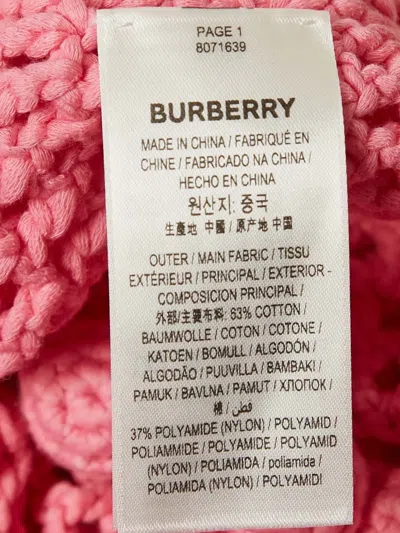 PAGE 1
8071639
BURBERRY
MADE IN CHINA / FABRIQUÉ EN
CHINE / FABRICADO NA CHINA /
HECHO EN CHINA
원산지: 중국
生產地 中國 / 原产地 中国
OUTER / MAIN FABRIC / TISSU
EXTÉRIEUR / PRINCIPAL / EXTERIOR -
COMPOSICION PRINCIPAL /
外部/主要布料: 63% COTTON /
BAUMWOLLE / COTON / COTONE /
KATOEN / BOMULL / ALGODÓN /
ALGODÃO / PUUVILLA / BAMBAKI /
PAMUK / BAVLNA / PAMUT / ХЛОПОК /
棉 / قطن /
37% POLYAMIDE (NYLON) / POLYAMID /
POLIAMMIDE / POLYAMIDE / POLYAMID
(NYLON) / POLIAMIDA / poliamida /
POLIAMIDA (NYLON) / POLYAMIDI